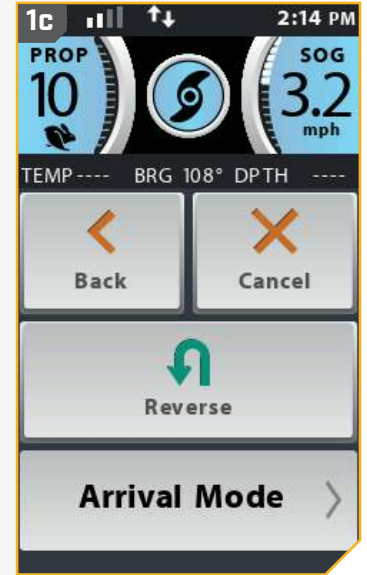 1c 2:14 PM
PROP SOG
10 3.2
mph
TEMP ---- BRG 108° DPTH ----
Back Cancel
Reverse
Arrival Mode